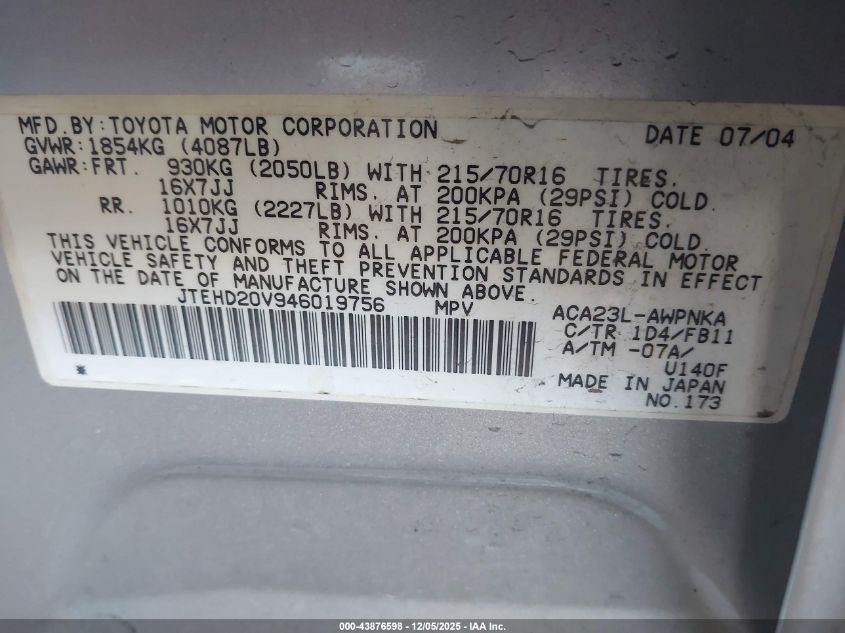 MFD.BY:TOYOTA MOTOR CORPORATION DATE 07/04
GVWR:1854KG (4087LB)
GAWR:FRT. 930KG (2050LB) WITH 215/70R16 TIRES.
16X7JJ RIMS. AT 200KPA (29PSI) COLD.
RR. 1010KG (2227LB) WITH 215/70R16 TIRES.
16X7JJ RIMS. AT 200KPA (29PSI) COLD.
THIS VEHICLE CONFORMS TO ALL APPLICABLE FEDERAL MOTOR
VEHICLE SAFETY AND THEFT PREVENTION STANDARDS IN EFFECT
ON THE DATE OF MANUFACTURE SHOWN ABOVE.
JTEHD20V946019756 MPV ACA23L-AWPNKA
C/TR 1D4/FB11
A/TM -07A/
U140F
MADE IN JAPAN
NO.173
000-43876598 - 12/05/2025 - IAA Inc.